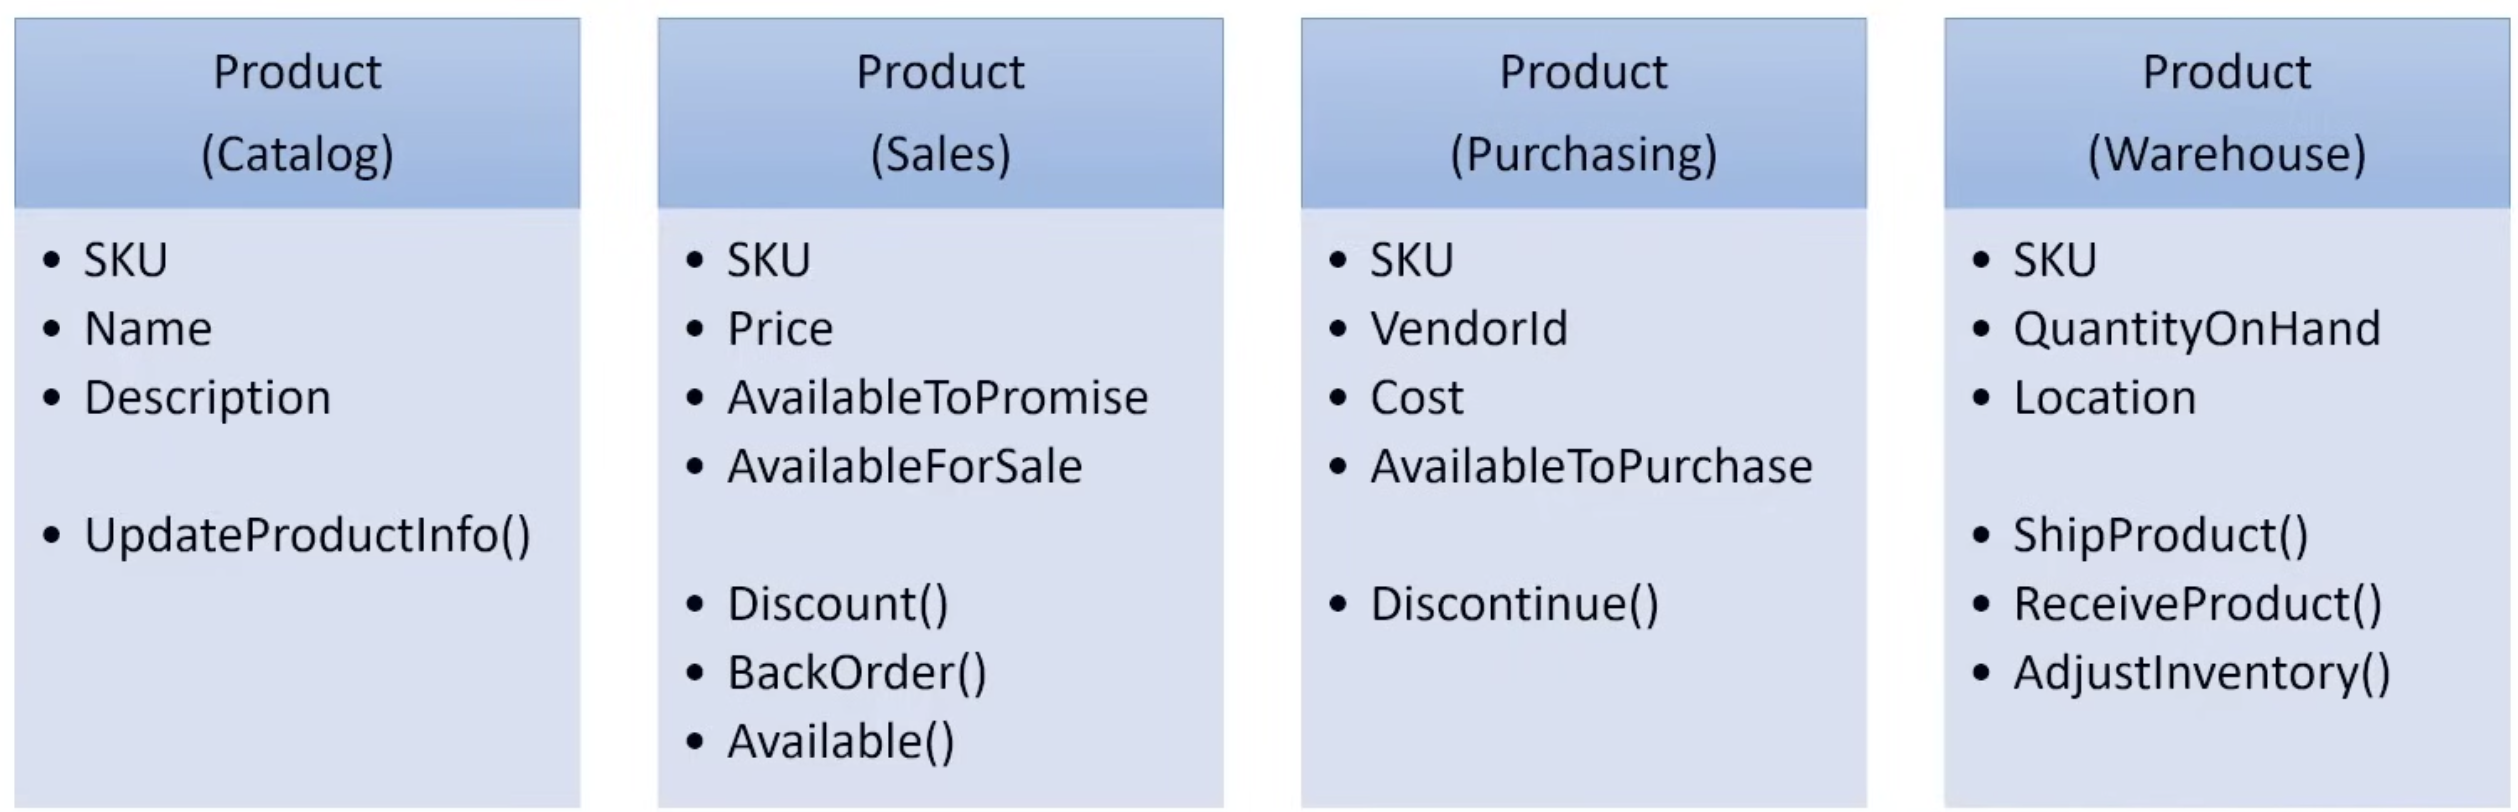 Product
(Catalog)
• SKU
• Name
• Description
• UpdateProductInfo()
Product
(Sales)
• SKU
• Price
• AvailableToPromise
• AvailableForSale
• Discount()
• BackOrder()
• Available()
Product
(Purchasing)
• SKU
• VendorId
• Cost
• AvailableToPurchase
• Discontinue()
Product
(Warehouse)
• SKU
• QuantityOnHand
• Location
• ShipProduct()
• ReceiveProduct()
• AdjustInventory()